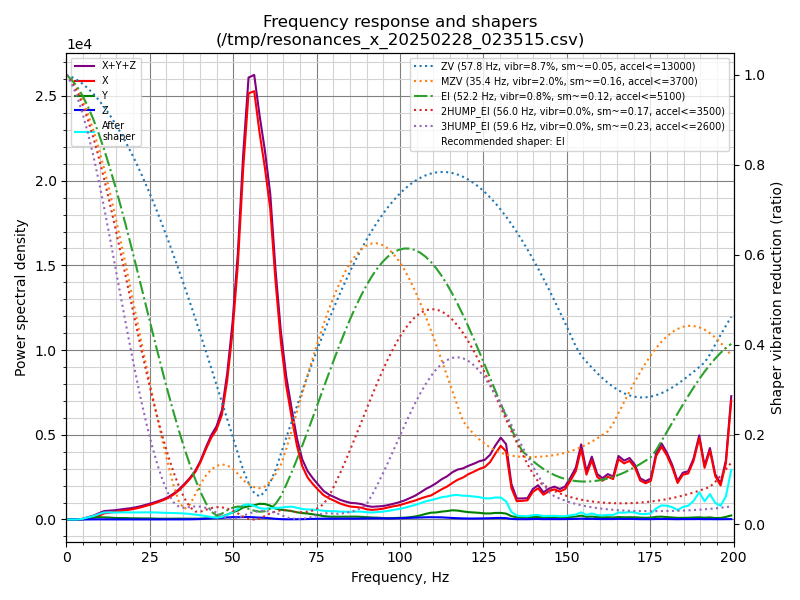 Frequency response and shapers
(/tmp/resonances_x_20250228_023515.csv)
1e4
X+Y+Z
X
Y
Z
After
shaper
ZV (57.8 Hz, vibr=8.7%, sm~=0.05, accel<=13000)
MZV (35.4 Hz, vibr=2.0%, sm~=0.16, accel<=3700)
EI (52.2 Hz, vibr=0.8%, sm~=0.12, accel<=5100)
2HUMP_EI (56.0 Hz, vibr=0.0%, sm~=0.17, accel<=3500)
3HUMP_EI (59.6 Hz, vibr=0.0%, sm~=0.23, accel<=2600)
Recommended shaper: EI
2.5
2.0
1.5
1.0
0.5
0.0
Power spectral density
1.0
0.8
0.6
0.4
0.2
0.0
Shaper vibration reduction (ratio)
0 25 50 75 100 125 150 175 200
Frequency, Hz